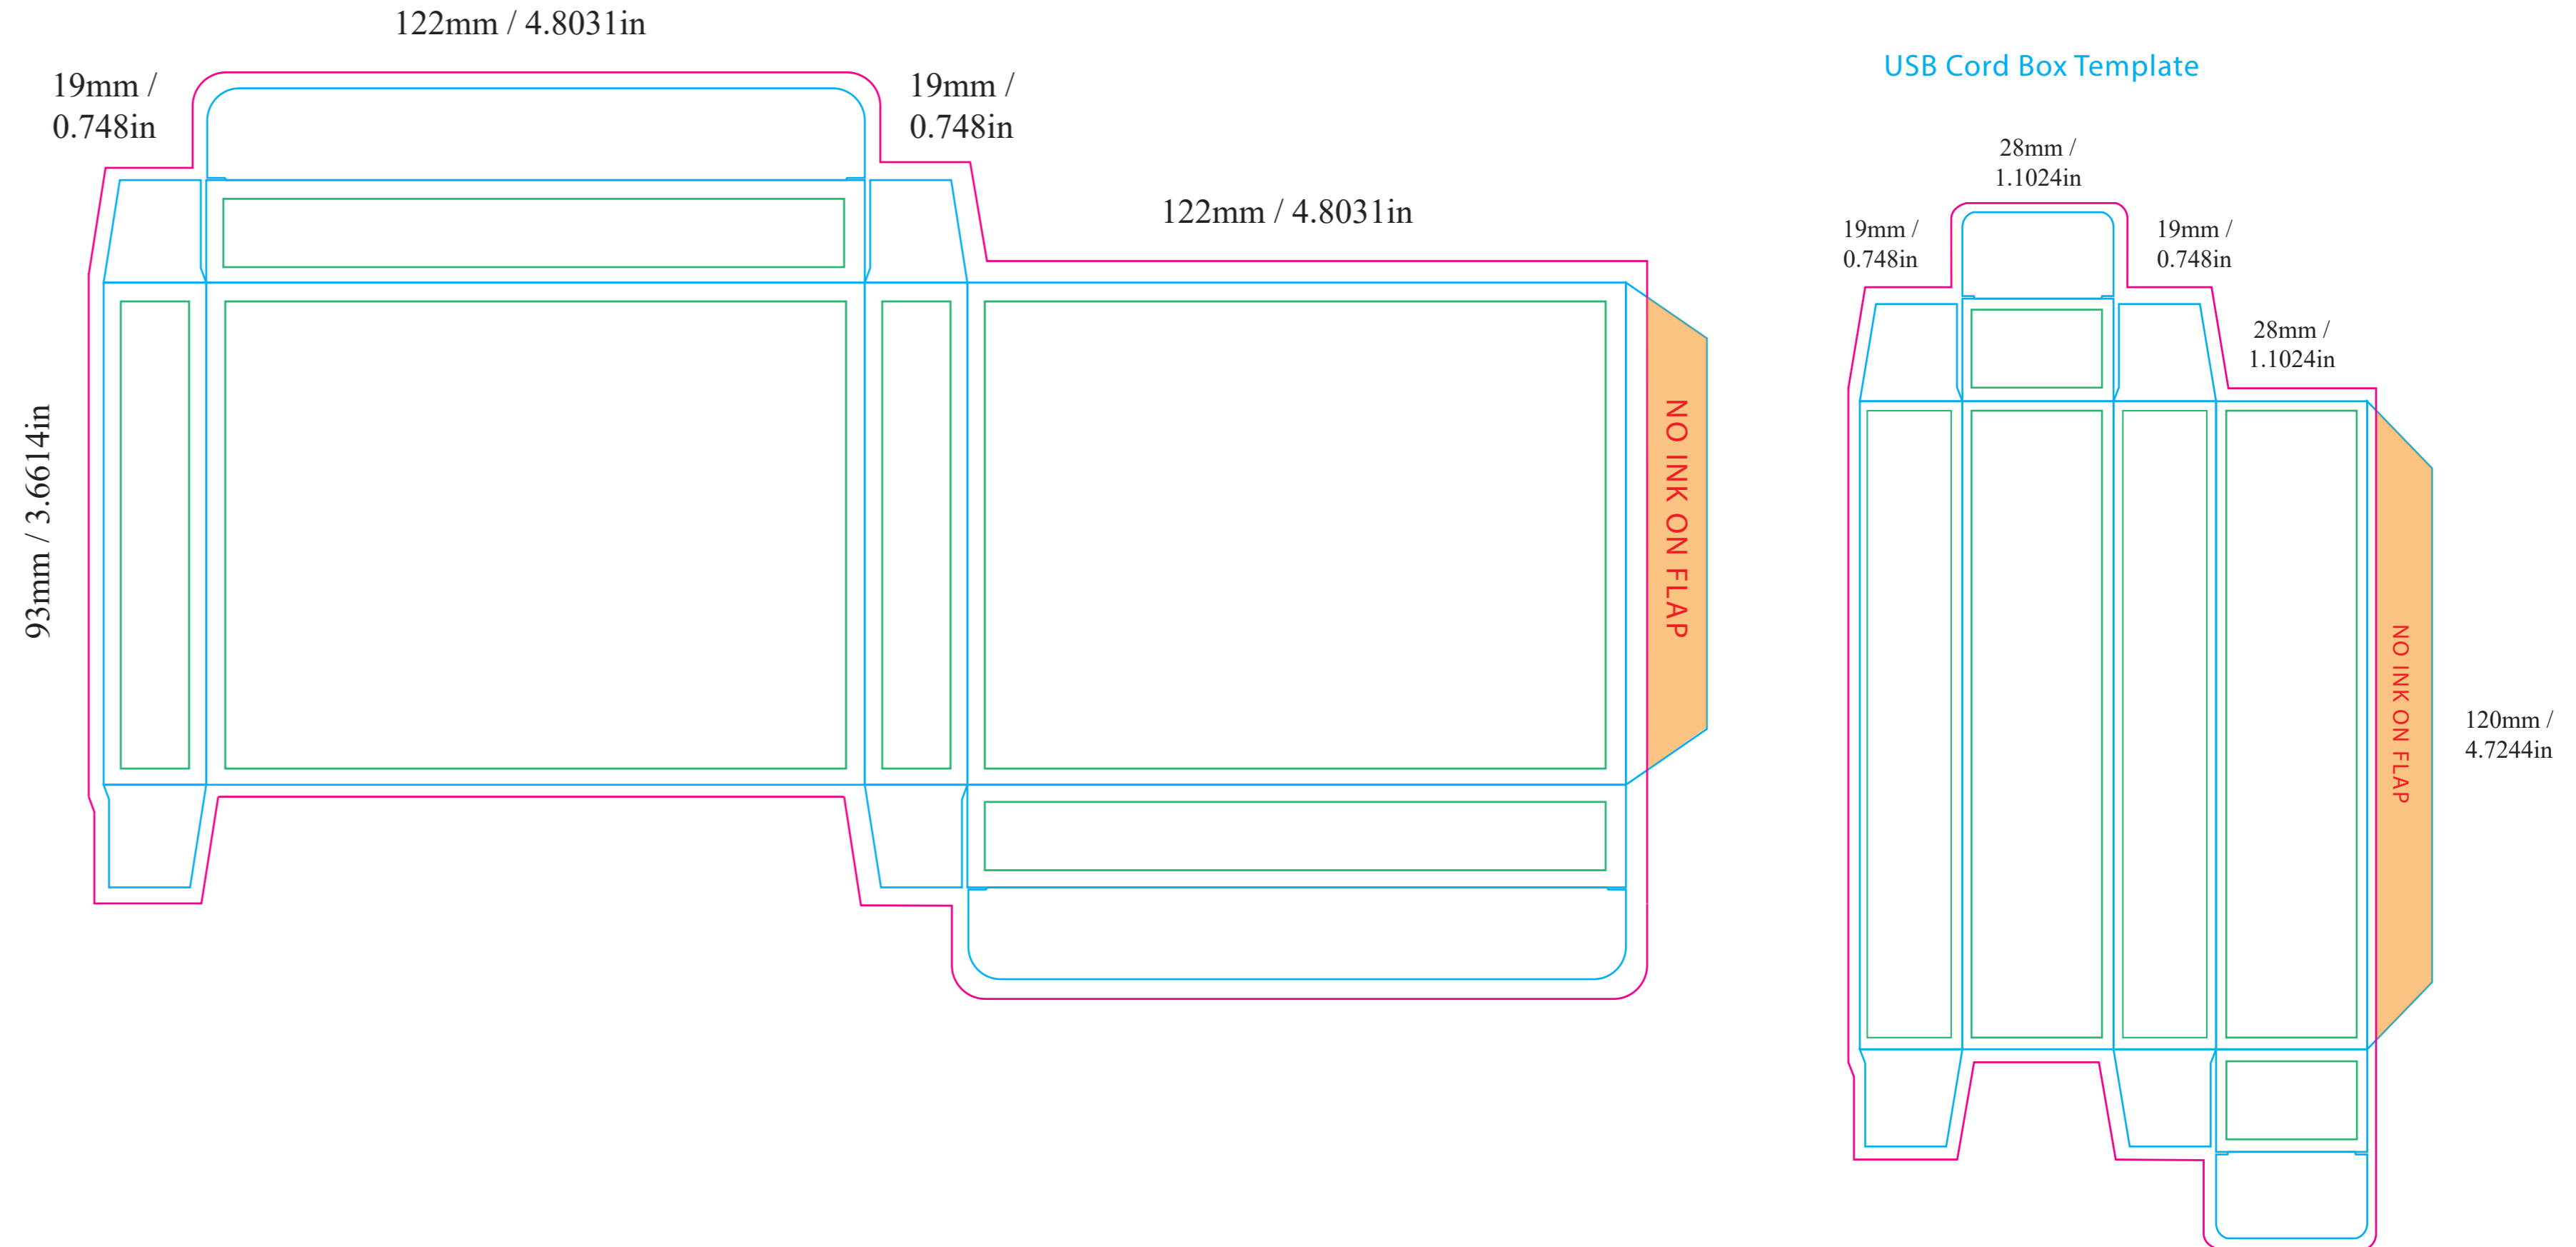 122mm / 4.8031in
19mm /
0.748in
19mm /
0.748in
122mm / 4.8031in
93mm / 3.6614in
NO INK ON FLAP
USB Cord Box Template
28mm /
1.1024in
19mm /
0.748in
19mm /
0.748in
28mm /
1.1024in
NO INK ON FLAP
120mm /
4.7244in